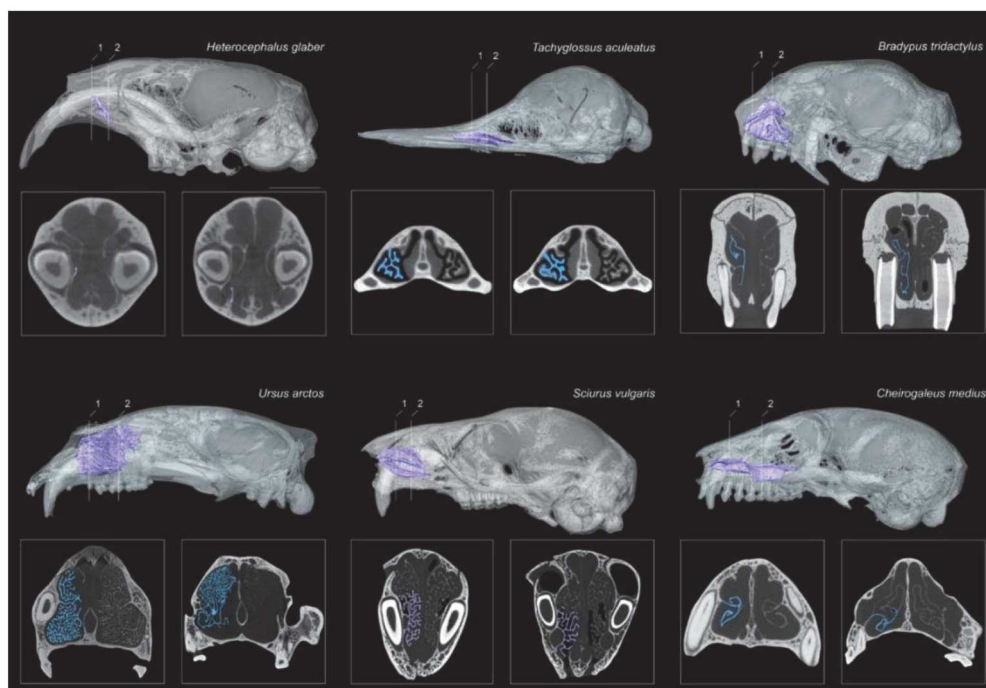 Heterocephalus glaber
1 2
Tachyglossus aculeatus
1 2
Bradypus tridactylus
1 2
Ursus arctos
1 2
Sciurus vulgaris
1 2
Cheirogaleus medius
1 2